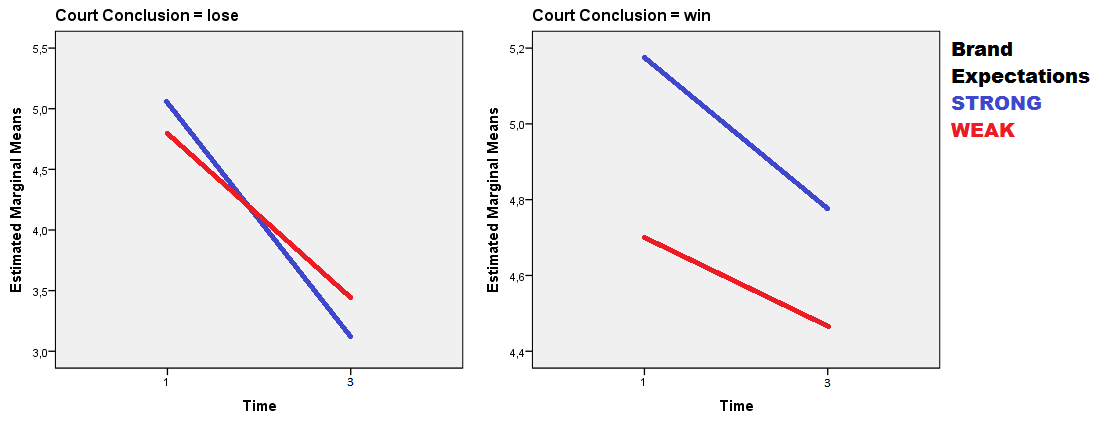 Court Conclusion = lose
Estimated Marginal Means
5,5
5,0
4,5
4,0
3,5
3,0
1
3
Time
Court Conclusion = win
Estimated Marginal Means
5,2
5,0
4,8
4,6
4,4
1
3
Time
Brand
Expectations
STRONG
WEAK